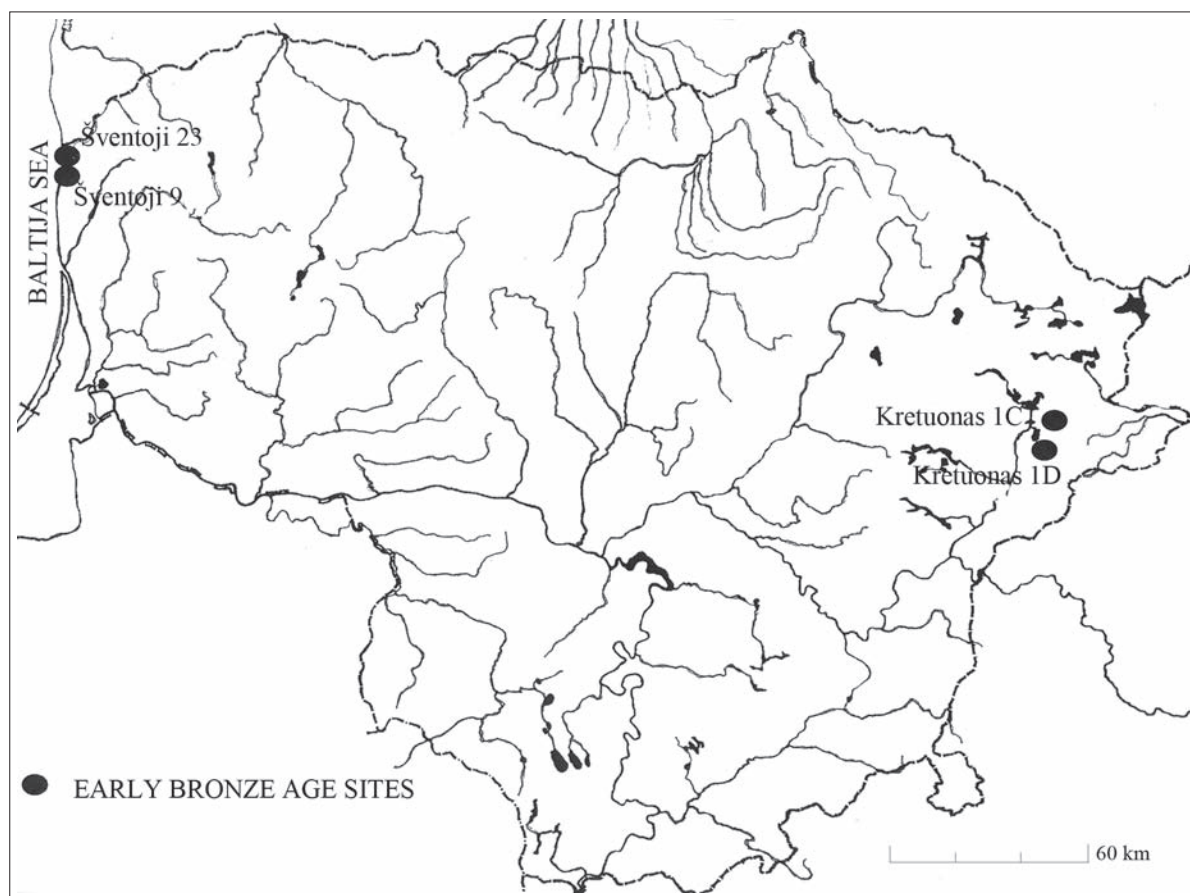 Šventoji 23
Šventoji 9
BALTIJA SEA
Kretuonas 1C
Kretuonas 1D
EARLY BRONZE AGE SITES
60 km